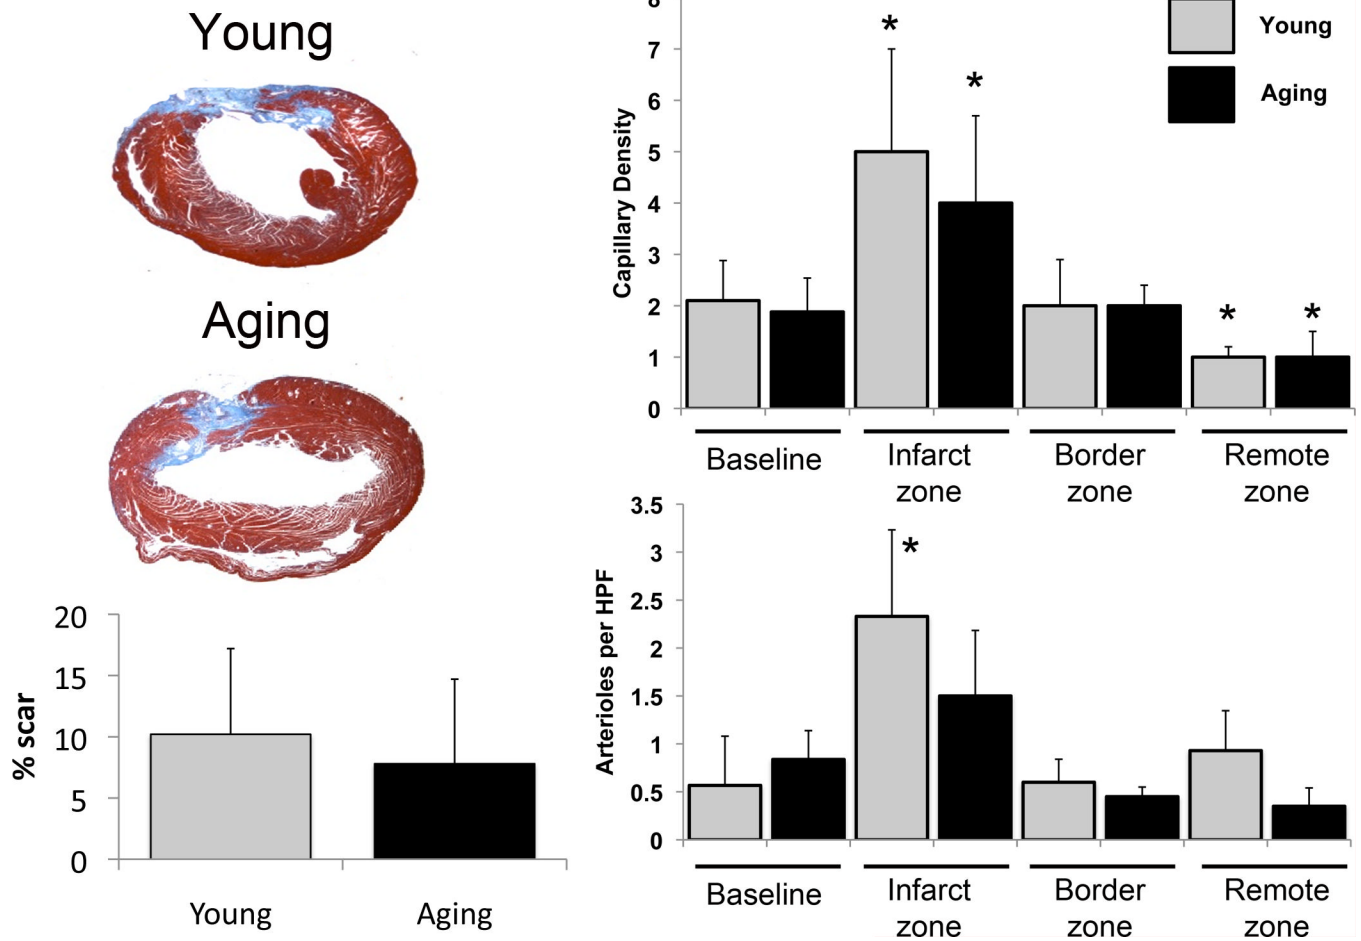 Young
Aging
20
15
10
5
0
% scar
Young
Aging
8
7
6
5
4
3
2
1
0
Capillary Density
*
*
*
*
Young
Aging
Baseline
Infarct
zone
Border
zone
Remote
zone
3.5
3
2.5
2
1.5
1
0.5
0
Arterioles per HPF
*
Baseline
Infarct
zone
Border
zone
Remote
zone